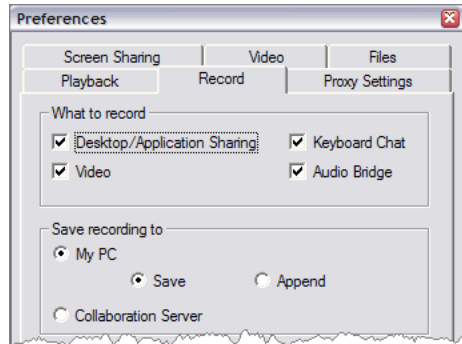 Preferences
Screen Sharing Video Files
Playback Record Proxy Settings
What to record
Desktop/Application Sharing Keyboard Chat
Video Audio Bridge
Save recording to
My PC
Save Append
Collaboration Server